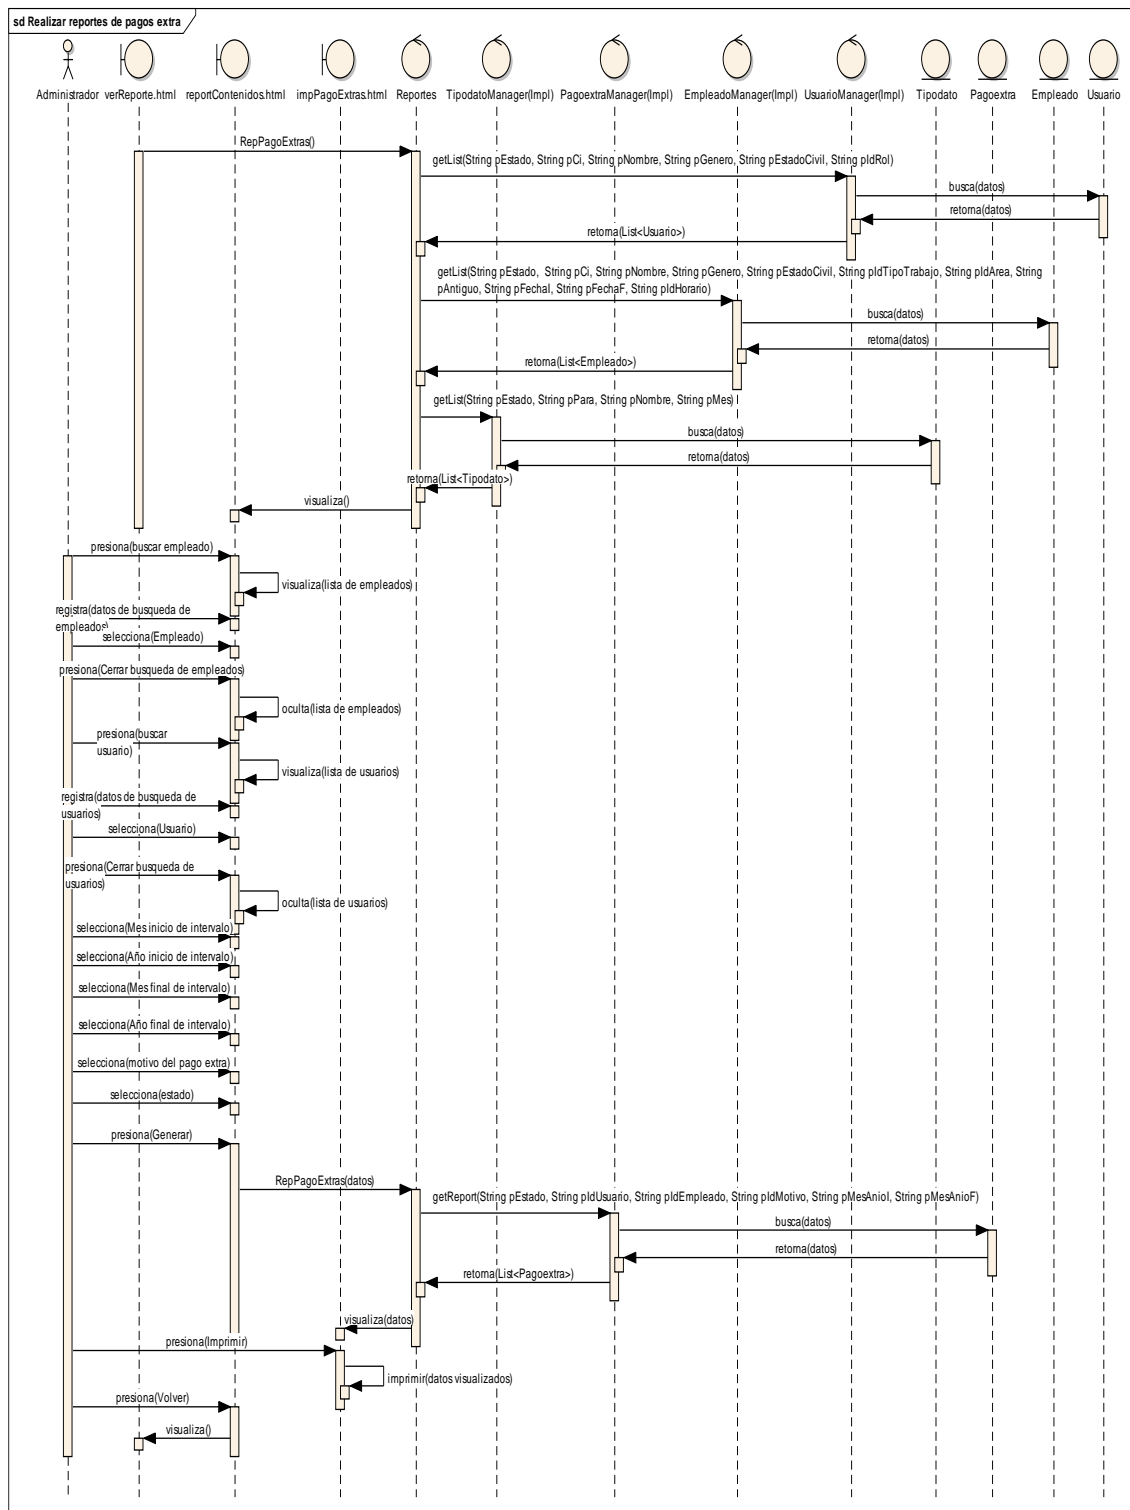 sd Realizar reportes de pagos extra
Administrador
verReporte.html
reportContenidos.html
impPagoExtras.html
Reportes
TipodatoManager(Impl)
PagoextraManager(Impl)
EmpleadoManager(Impl)
UsuarioManager(Impl)
Tipodato
Pagoextra
Empleado
Usuario
RepPagoExtras()
getList(String pEstado, String pCi, String pNombre, String pGenero, String pEstadoCivil, String pIdRol)
busca(datos)
retorna(datos)
retorna(List<Usuario>)
getList(String pEstado, String pCi, String pNombre, String pGenero, String pEstadoCivil, String pIdTipoTrabajo, String pIdArea, String
pAntiguo, String pFechaI, String pFechaF, String pIdHorario)
busca(datos)
retorna(datos)
retorna(List<Empleado>)
getList(String pEstado, String pPara, String pNombre, String pMes)
busca(datos)
retorna(datos)
retorna(List<Tipodato>)
visualiza()
presiona(buscar empleado)
visualiza(lista de empleados)
registra(datos de busqueda de
empleados)
selecciona(Empleado)
presiona(Cerrar busqueda de empleados)
oculta(lista de empleados)
presiona(buscar
usuario)
visualiza(lista de usuarios)
registra(datos de busqueda de
usuarios)
selecciona(Usuario)
presiona(Cerrar busqueda de
usuarios)
oculta(lista de usuarios)
selecciona(Mes inicio de intervalo)
selecciona(Año inicio de intervalo)
selecciona(Mes final de intervalo)
selecciona(Año final de intervalo)
selecciona(motivo del pago extra)
selecciona(estado)
presiona(Generar)
RepPagoExtras(datos)
getReport(String pEstado, String pIdUsuario, String pIdEmpleado, String pIdMotivo, String pMesAnioI, String pMesAnioF)
busca(datos)
retorna(datos)
retorna(List<Pagoextra>)
visualiza(datos)
presiona(Imprimir)
imprimir(datos visualizados)
presiona(Volver)
visualiza()